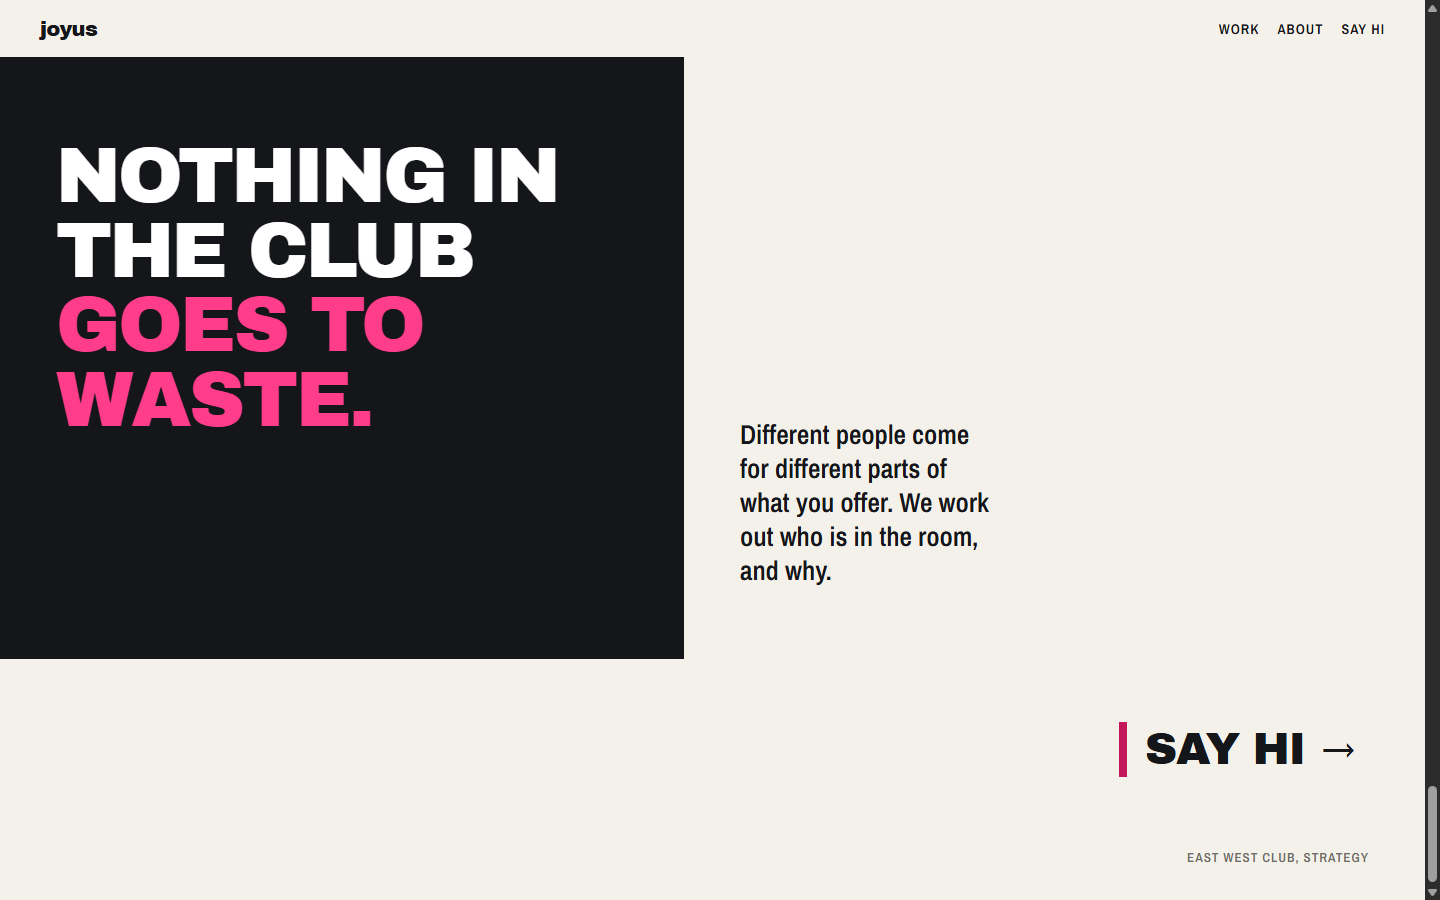 joyus
WORK ABOUT SAY HI
NOTHING IN
THE CLUB
GOES TO
WASTE.
Different people come
for different parts of
what you offer. We work
out who is in the room,
and why.
SAY HI →
EAST WEST CLUB, STRATEGY